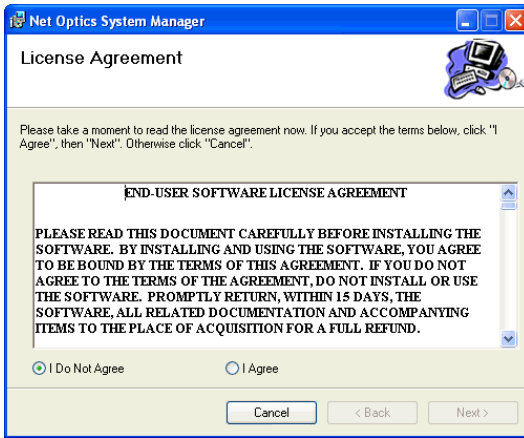 Net Optics System Manager
License Agreement
Please take a moment to read the license agreement now. If you accept the terms below, click "I
Agree", then "Next". Otherwise click "Cancel".
END-USER SOFTWARE LICENSE AGREEMENT
PLEASE READ THIS DOCUMENT CAREFULLY BEFORE INSTALLING THE
SOFTWARE. BY INSTALLING AND USING THE SOFTWARE, YOU AGREE
TO BE BOUND BY THE TERMS OF THIS AGREEMENT. IF YOU DO NOT
AGREE TO THE TERMS OF THE AGREEMENT, DO NOT INSTALL OR USE
THE SOFTWARE. PROMPTLY RETURN, WITHIN 15 DAYS, THE
SOFTWARE, ALL RELATED DOCUMENTATION AND ACCOMPANYING
ITEMS TO THE PLACE OF ACQUISITION FOR A FULL REFUND.
I Do Not Agree
I Agree
Cancel
< Back
Next >